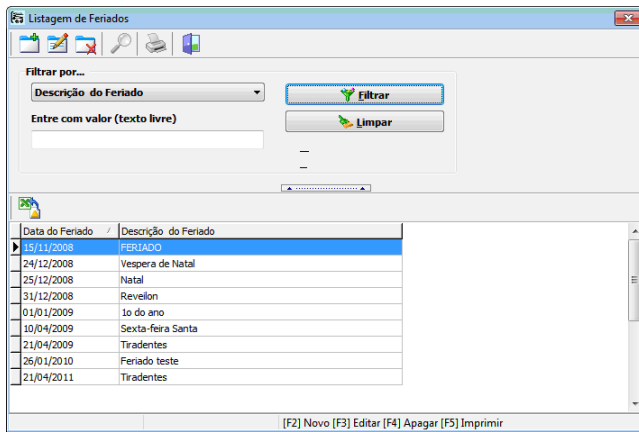 Listagem de Feriados
Filtrar por...
Descrição do Feriado
Filtrar
Entre com valor (texto livre)
Limpar
Data do Feriado Descrição do Feriado
15/11/2008 FERIADO
24/12/2008 Vespera de Natal
25/12/2008 Natal
31/12/2008 Reveilon
01/01/2009 1o do ano
10/04/2009 Sexta-feira Santa
21/04/2009 Tiradentes
26/01/2010 Feriado teste
21/04/2011 Tiradentes
[F2] Novo [F3] Editar [F4] Apagar [F5] Imprimir